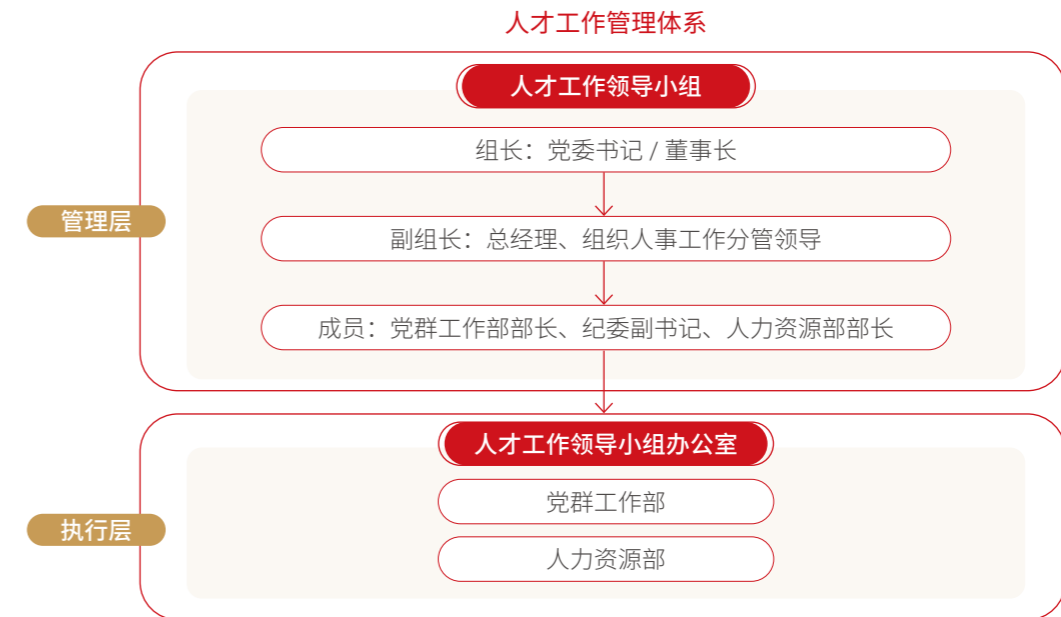 人才工作管理体系
人才工作领导小组
组长：党委书记 / 董事长
管理层
副组长：总经理、组织人事工作分管领导
成员：党群工作部部长、纪委副书记、人力资源部部长
人才工作领导小组办公室
党群工作部
执行层
人力资源部